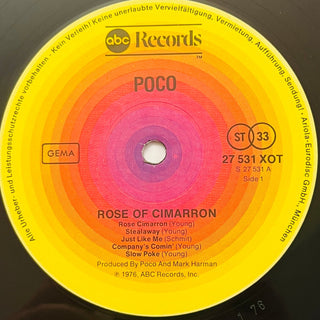 Alle Urheber- und Leistungsschutzrechte vorbehalten · Kein Verleih! Keine unerlaubte Vervielfältigung, Vermietung, Aufführung, Sendung! · Ariola-Eurodisc GmbH, München
abc Records
TM
POCO
GEMA
ST 33
27 531 XOT
S 27 531 A
Side 1
ROSE OF CIMARRON
Rose Cimarron (Young)
Stealaway (Young)
Just Like Me (Schmit)
Company's Comin' (Young)
Slow Poke (Young)
Produced By Poco And Mark Harman
℗ 1976, ABC Records, Inc.